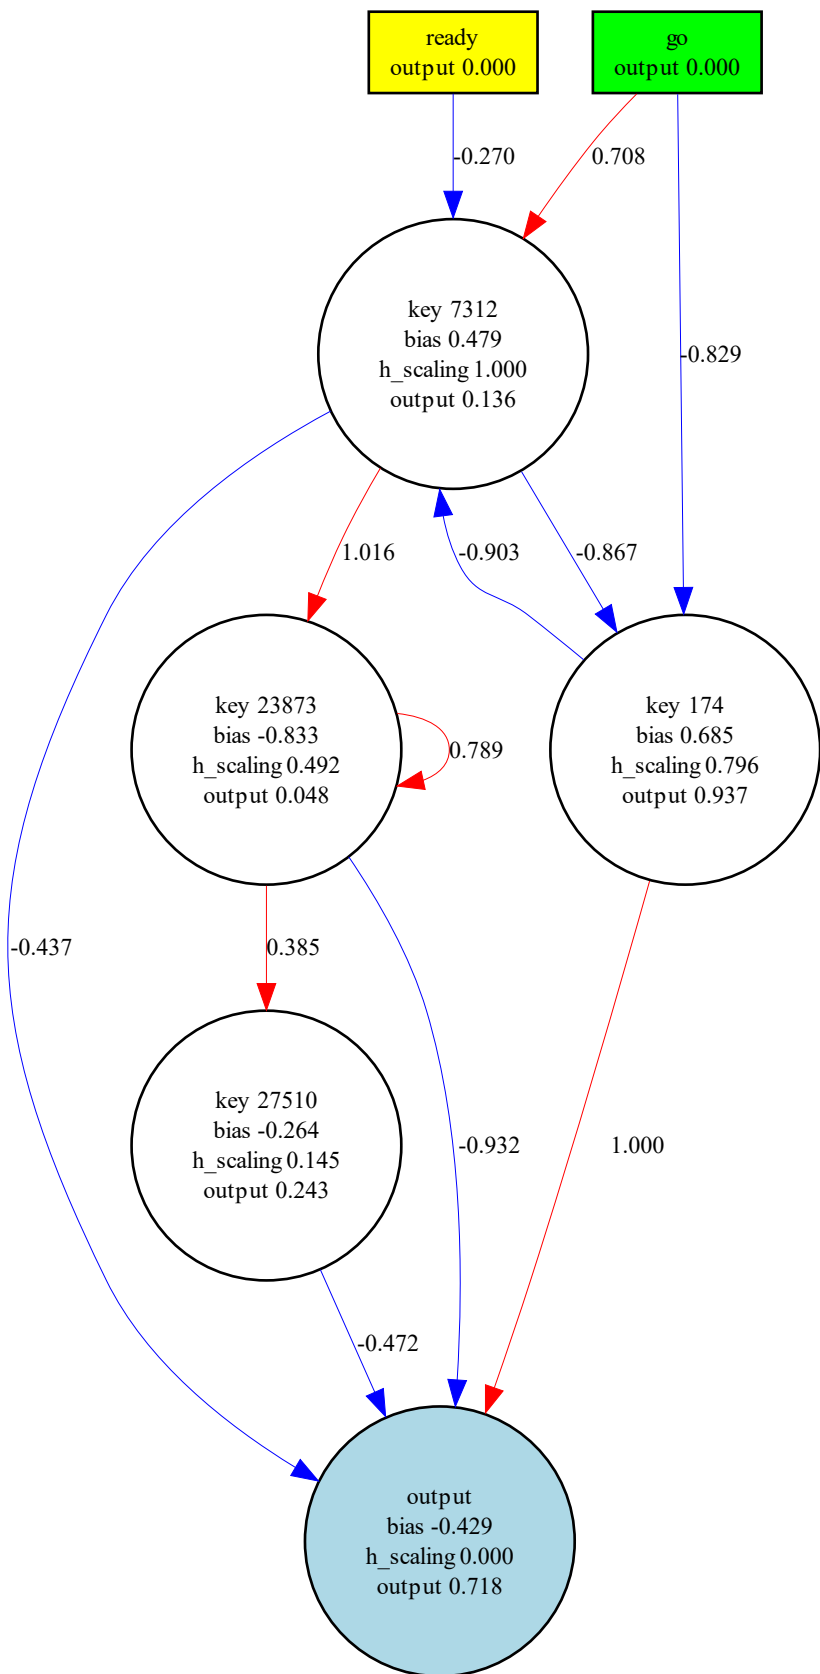 ready
output 0.000
go
output 0.000
-0.270
0.708
key 7312
bias 0.479
h_scaling 1.000
output 0.136
-0.829
1.016
-0.903
-0.867
key 23873
bias -0.833
h_scaling 0.492
output 0.048
0.789
key 174
bias 0.685
h_scaling 0.796
output 0.937
-0.437
0.385
key 27510
bias -0.264
h_scaling 0.145
output 0.243
-0.932
1.000
-0.472
output
bias -0.429
h_scaling 0.000
output 0.718